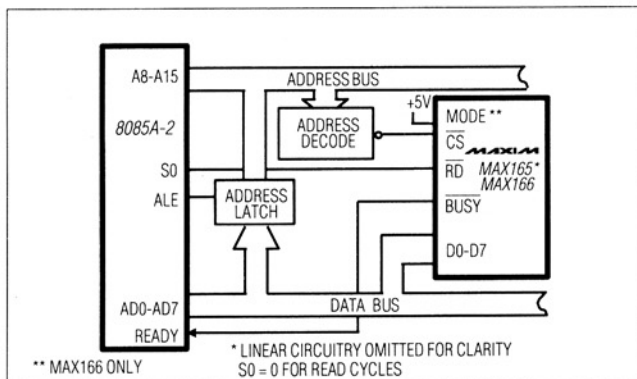 A8-A15
ADDRESS BUS
+5V
8085A-2
ADDRESS
DECODE
MODE **
CS
MAXIM
RD
MAX165*
MAX166
S0
ALE
ADDRESS
LATCH
BUSY
D0-D7
AD0-AD7
DATA BUS
READY
** MAX166 ONLY
* LINEAR CIRCUITRY OMITTED FOR CLARITY
S0 = 0 FOR READ CYCLES